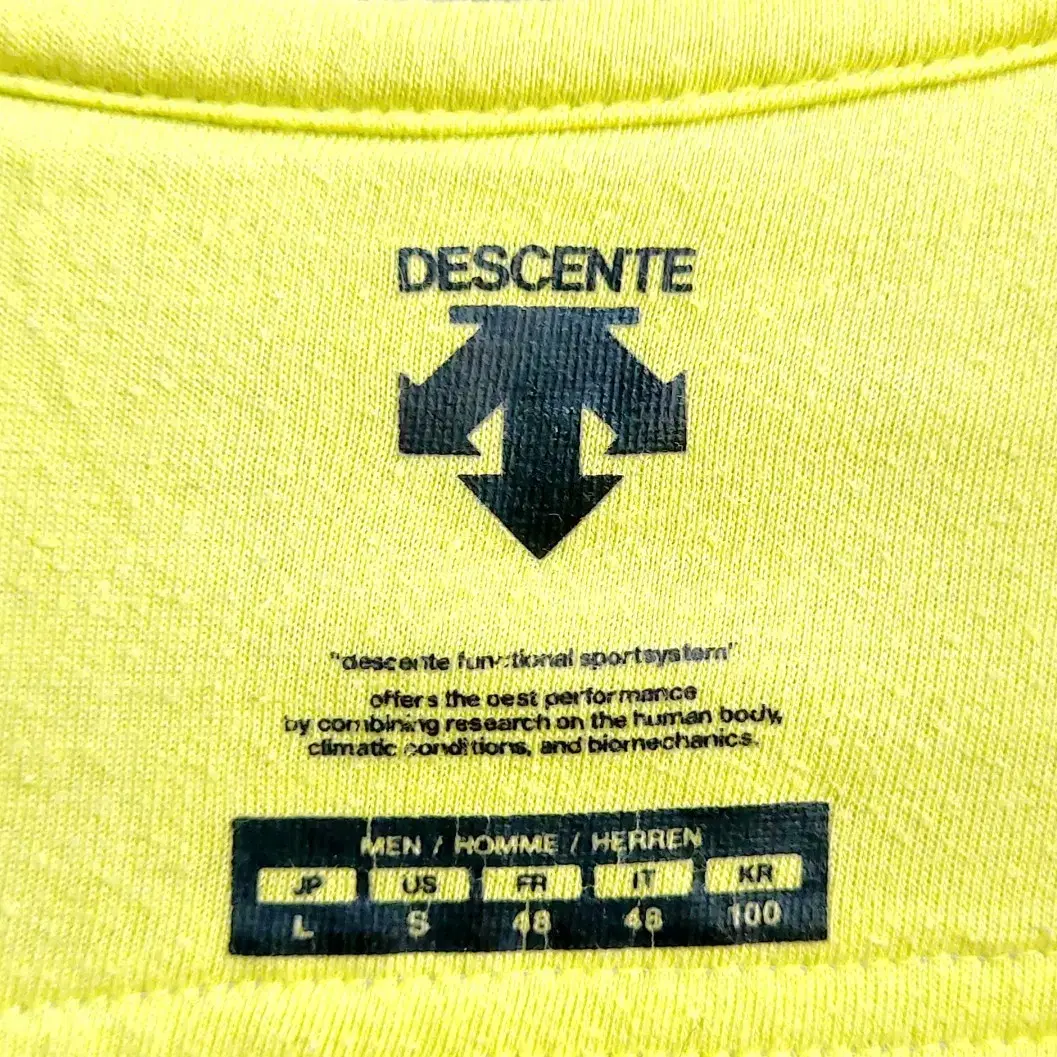 DESCENTE
"descente functional sportsystem"
offers the best performance
by combining research on the human body,
climatic conditions, and biomechanics.
MEN / HOMME / HERREN
JP US FR IT KR
L S 48 48 100